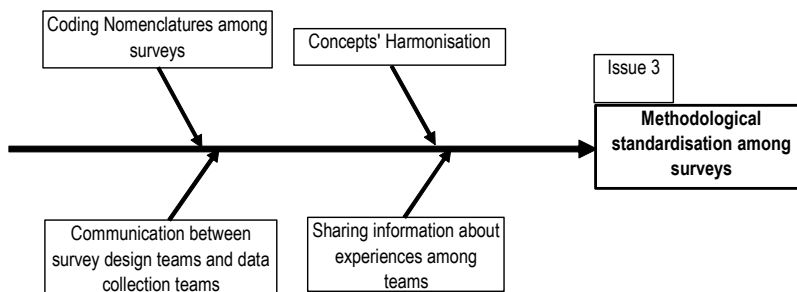 Coding Nomenclatures among
surveys
Concepts' Harmonisation
Issue 3
Methodological
standardisation among
surveys
Communication between
survey design teams and data
collection teams
Sharing information about
experiences among
teams